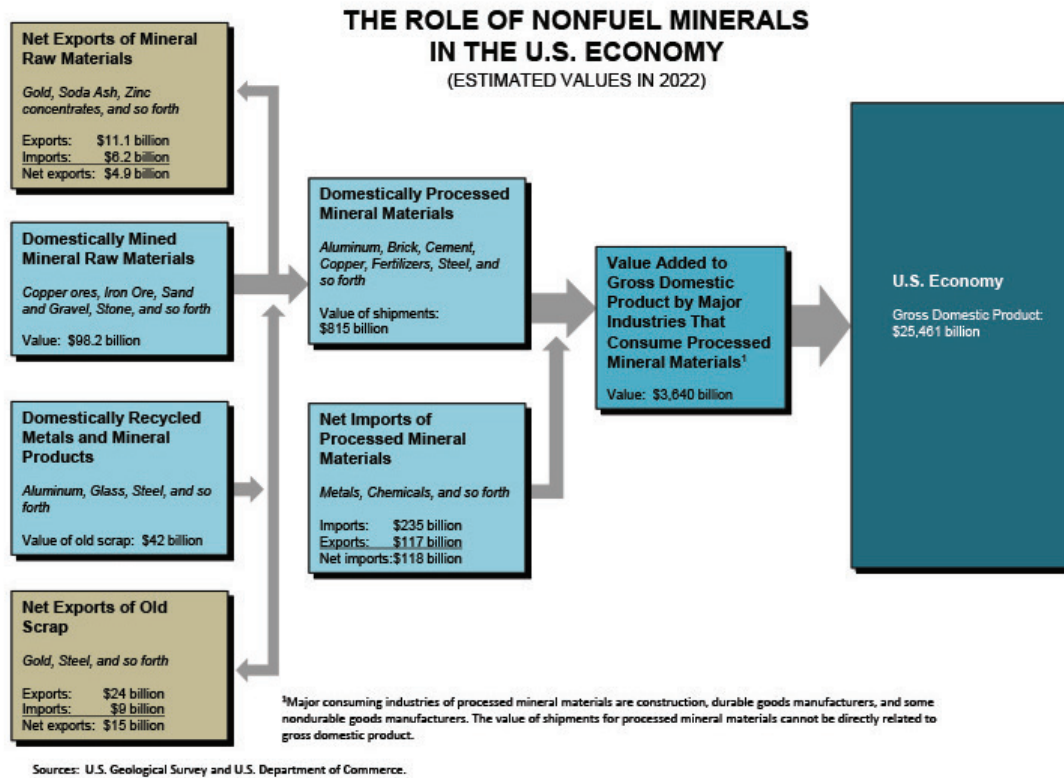 THE ROLE OF NONFUEL MINERALS
IN THE U.S. ECONOMY
(ESTIMATED VALUES IN 2022)
Net Exports of Mineral
Raw Materials
Gold, Soda Ash, Zinc
concentrates, and so forth
Exports: $11.1 billion
Imports: $6.2 billion
Net exports: $4.9 billion
Domestically Mined
Mineral Raw Materials
Copper ores, Iron Ore, Sand
and Gravel, Stone, and so forth
Value: $98.2 billion
Domestically Recycled
Metals and Mineral
Products
Aluminum, Glass, Steel, and so
forth
Value of old scrap: $42 billion
Net Exports of Old
Scrap
Gold, Steel, and so forth
Exports: $24 billion
Imports: $9 billion
Net exports: $15 billion
Domestically Processed
Mineral Materials
Aluminum, Brick, Cement,
Copper, Fertilizers, Steel, and
so forth
Value of shipments:
$815 billion
Net Imports of
Processed Mineral
Materials
Metals, Chemicals, and so forth
Imports: $235 billion
Exports: $117 billion
Net imports:$118 billion
Value Added to
Gross Domestic
Product by Major
Industries That
Consume Processed
Mineral Materials¹
Value: $3,640 billion
U.S. Economy
Gross Domestic Product:
$25,461 billion
¹Major consuming industries of processed mineral materials are construction, durable goods manufacturers, and some
nondurable goods manufacturers. The value of shipments for processed mineral materials cannot be directly related to
gross domestic product.
Sources: U.S. Geological Survey and U.S. Department of Commerce.